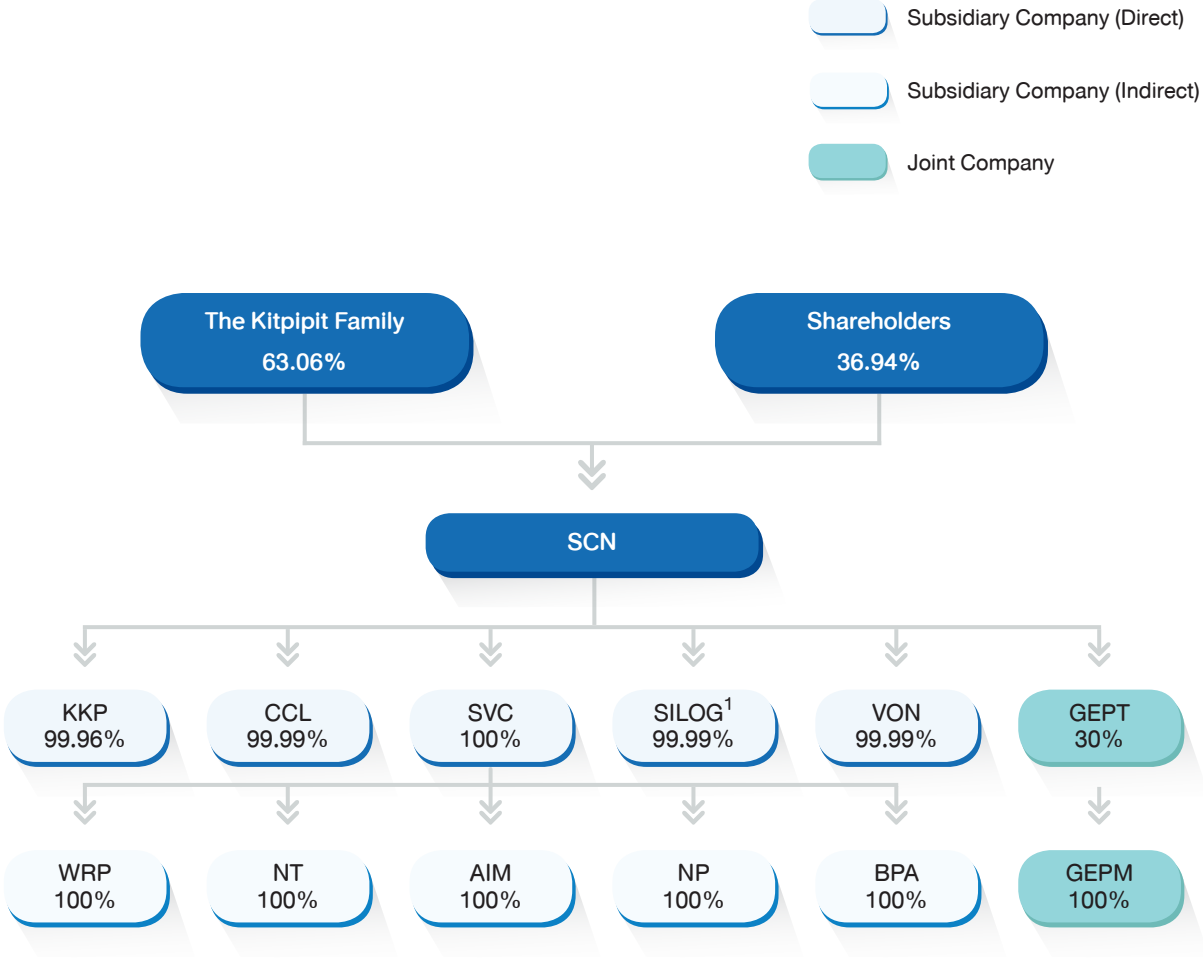 Subsidiary Company (Direct)
Subsidiary Company (Indirect)
Joint Company
The Kitpipit Family
63.06%
Shareholders
36.94%
SCN
KKP
99.96%
CCL
99.99%
SVC
100%
SILOG¹
99.99%
VON
99.99%
GEPT
30%
WRP
100%
NT
100%
AIM
100%
NP
100%
BPA
100%
GEPM
100%